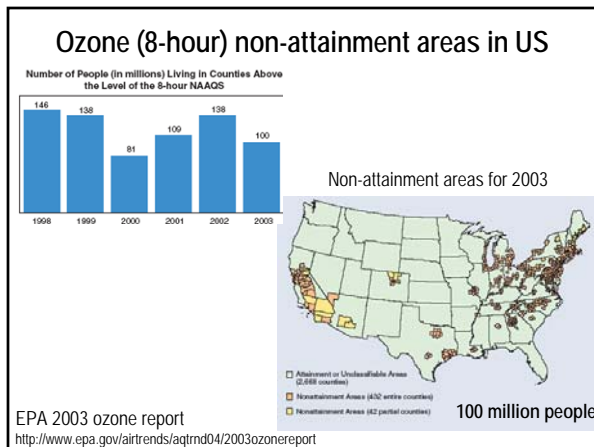 Ozone (8-hour) non-attainment areas in US
Number of People (in millions) Living in Counties Above
the Level of the 8-hour NAAQS
146
138
81
109
138
100
1998 1999 2000 2001 2002 2003
Non-attainment areas for 2003
Attainment or Unclassifiable Areas
(2,668 counties)
Nonattainment Areas (432 entire counties)
Nonattainment Areas (42 partial counties)
100 million people
EPA 2003 ozone report
http://www.epa.gov/airtrends/aqtrnd04/2003ozonereport